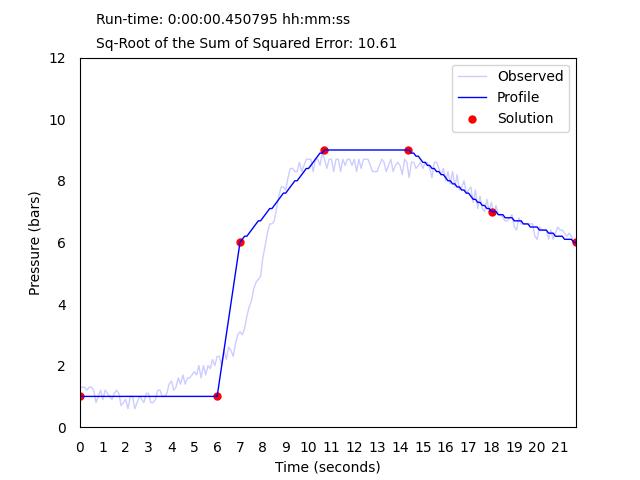 Run-time: 0:00:00.450795 hh:mm:ss
Sq-Root of the Sum of Squared Error: 10.61
12
10
8
6
4
2
0
Pressure (bars)
Observed
Profile
Solution
0 1 2 3 4 5 6 7 8 9 10 11 12 13 14 15 16 17 18 19 20 21
Time (seconds)